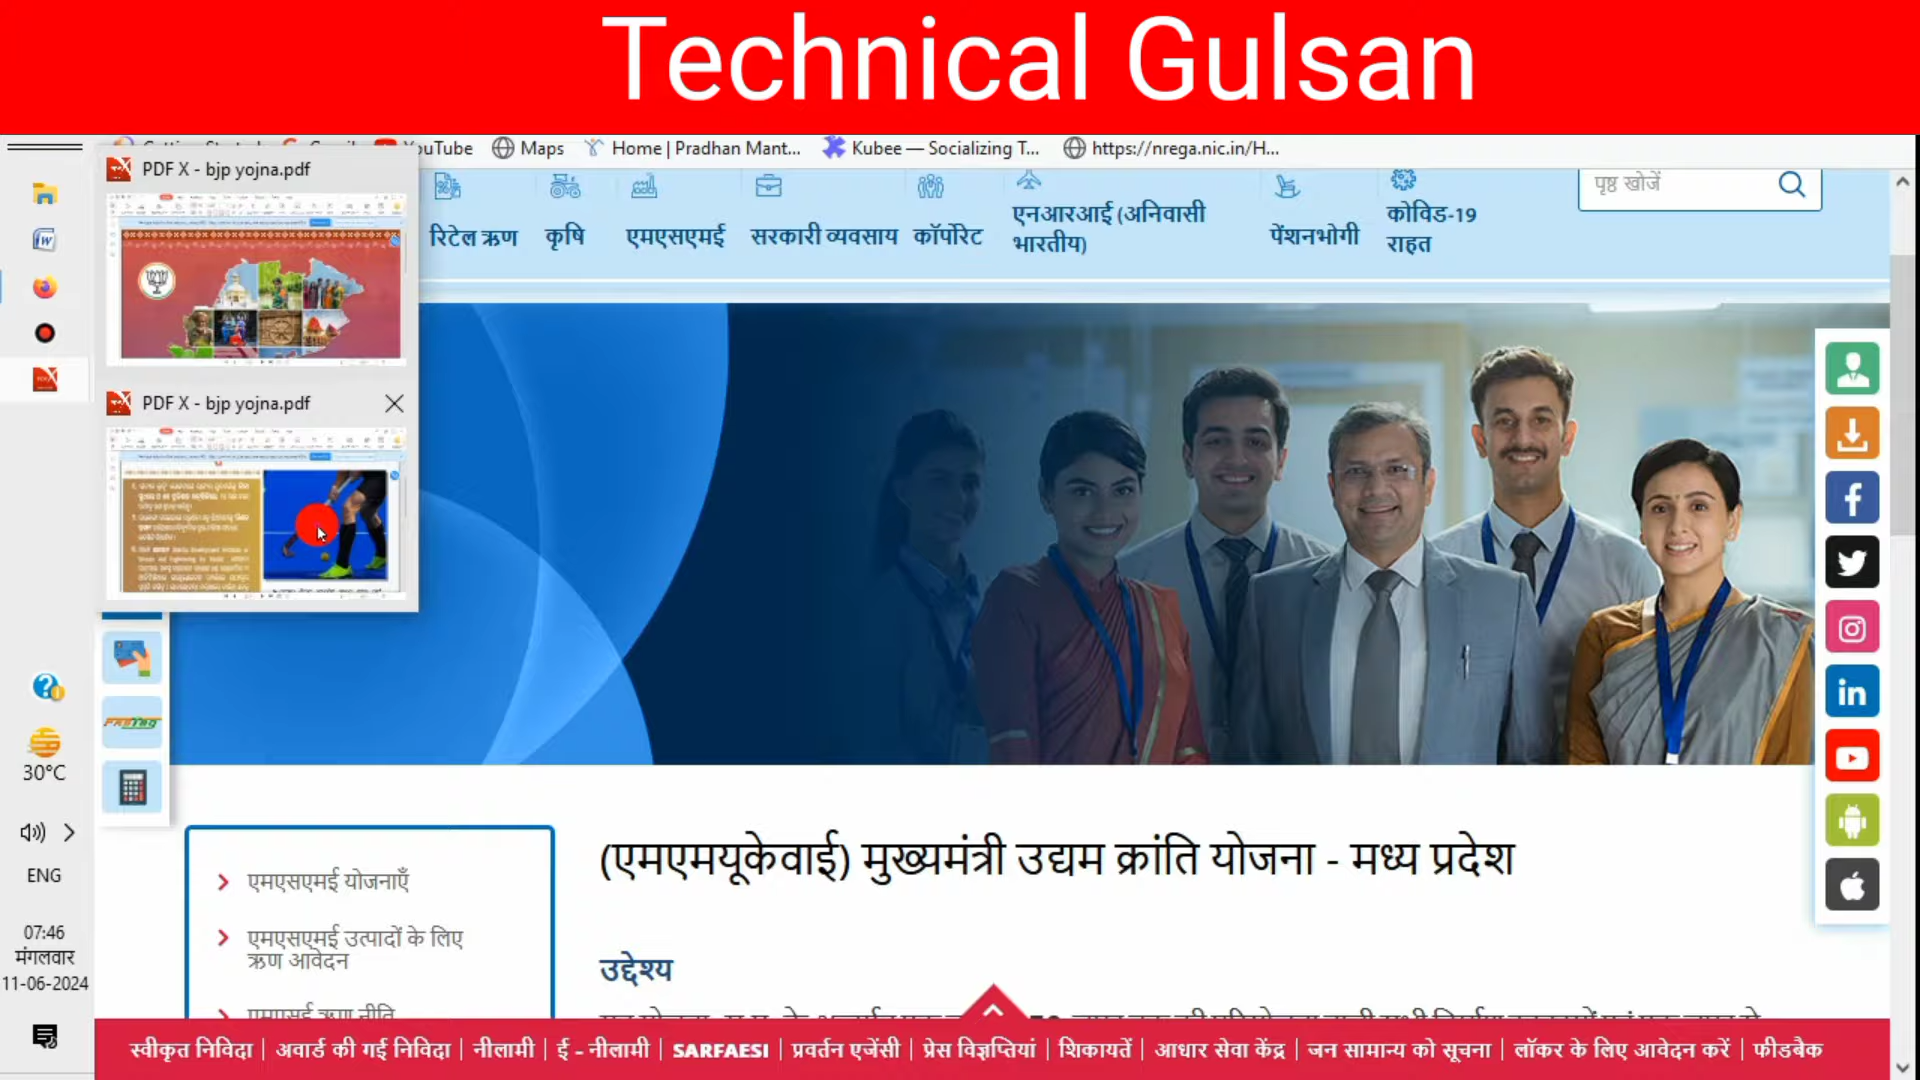 Technical Gulsan
YouTube
Maps
Home | Pradhan Mant...
Kubee — Socializing T...
https://nrega.nic.in/H...
PDF X - bjp yojna.pdf
PDF X - bjp yojna.pdf
रिटेल ऋण
कृषि
एमएसएमई
सरकारी व्यवसाय
कॉर्पोरेट
एनआरआई (अनिवासी
भारतीय)
पेंशनभोगी
कोविड-19
राहत
पृष्ठ खोजें
30°C
ENG
07:46
मंगलवार
11-06-2024
(एमएमयूकेवाई) मुख्यमंत्री उद्यम क्रांति योजना - मध्य प्रदेश
एमएसएमई योजनाएँ
एमएसएमई उत्पादों के लिए
ऋण आवेदन
उद्देश्य
स्वीकृत निविदा | अवार्ड की गई निविदा | नीलामी | ई - नीलामी | SARFAESI | प्रवर्तन एजेंसी | प्रेस विज्ञप्तियां | शिकायतें | आधार सेवा केंद्र | जन सामान्य को सूचना | लॉकर के लिए आवेदन करें | फीडबैक